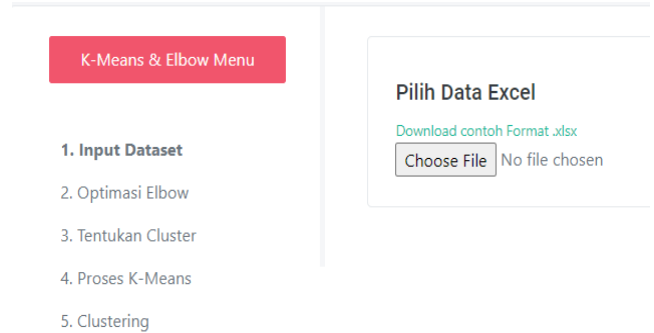 K-Means & Elbow Menu
1. Input Dataset
2. Optimasi Elbow
3. Tentukan Cluster
4. Proses K-Means
5. Clustering
Pilih Data Excel
Download contoh Format .xlsx
Choose File No file chosen